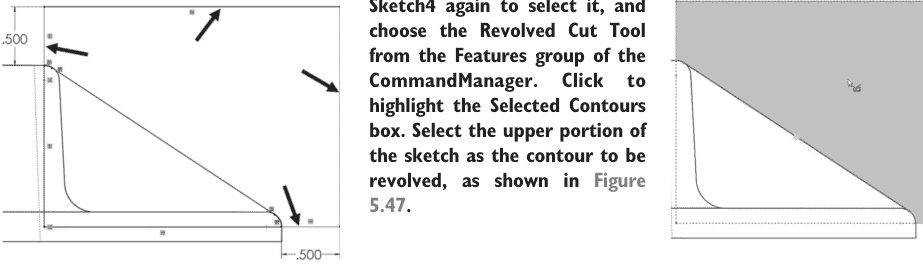 .500
Sketch4 again to select it, and
choose the Revolved Cut Tool
from the Features group of the
CommandManager. Click to
highlight the Selected Contours
box. Select the upper portion of
the sketch as the contour to be
revolved, as shown in Figure
5.47.
.500